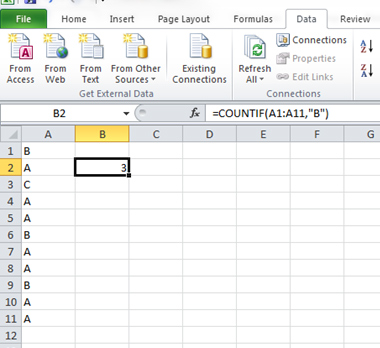 File Home Insert Page Layout Formulas Data Review
From Access From Web From Text From Other Sources Existing Connections Refresh All Connections Properties Edit Links
Get External Data Connections
B2 fx =COUNTIF(A1:A11,"B")
A B C D E F G
1 B
2 A 3
3 C
4 A
5 A
6 B
7 A
8 A
9 B
10 A
11 A
12